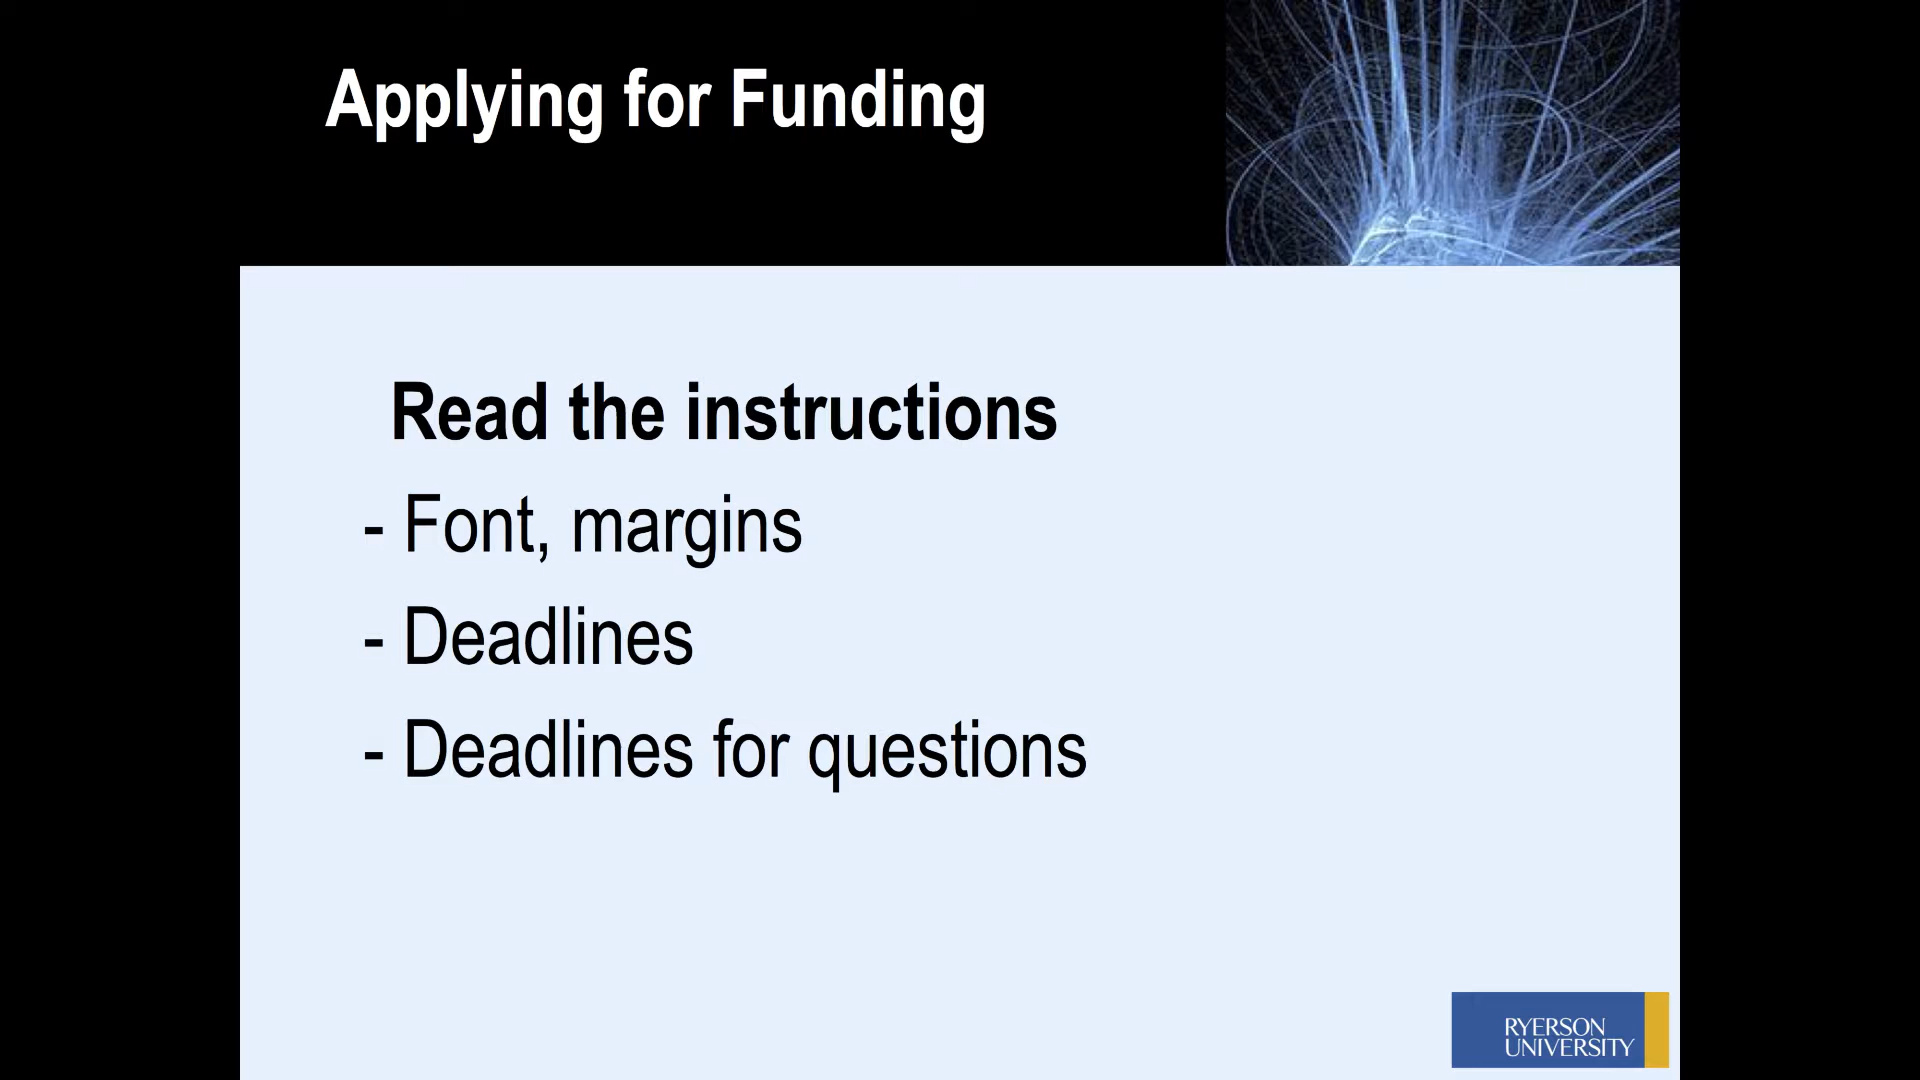 Applying for Funding
Read the instructions
- Font, margins
- Deadlines
- Deadlines for questions
RYERSON
UNIVERSITY